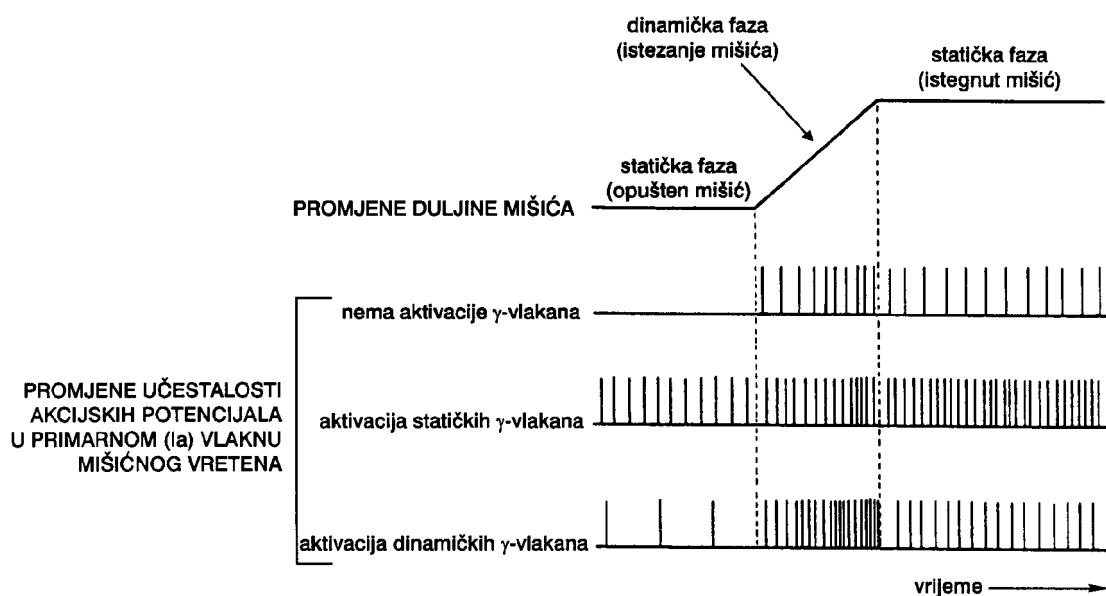 dinamička faza
(istezanje mišića)
statička faza
(istegnut mišić)
statička faza
(opušten mišić)
PROMJENE DULJINE MIŠIĆA
nema aktivacije γ-vlakana
PROMJENE UČESTALOSTI
AKCIJSKIH POTENCIJALA
U PRIMARNOM (Ia) VLAKNU
MIŠIĆNOG VRETENA
aktivacija statičkih γ-vlakana
aktivacija dinamičkih γ-vlakana
vrijeme